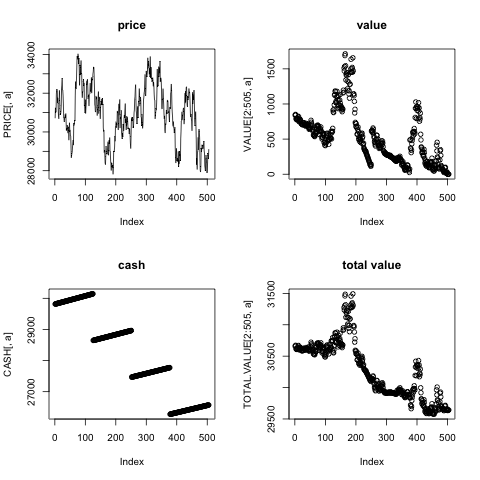 price
PRICE[, a]
28000 30000 32000 34000
0 100 200 300 400 500
Index
value
VALUE[2:505, a]
0 500 1000 1500
0 100 200 300 400 500
Index
cash
CASH[, a]
27000 29000
0 100 200 300 400 500
Index
total value
TOTAL.VALUE[2:505, a]
29500 30500 31500
0 100 200 300 400 500
Index